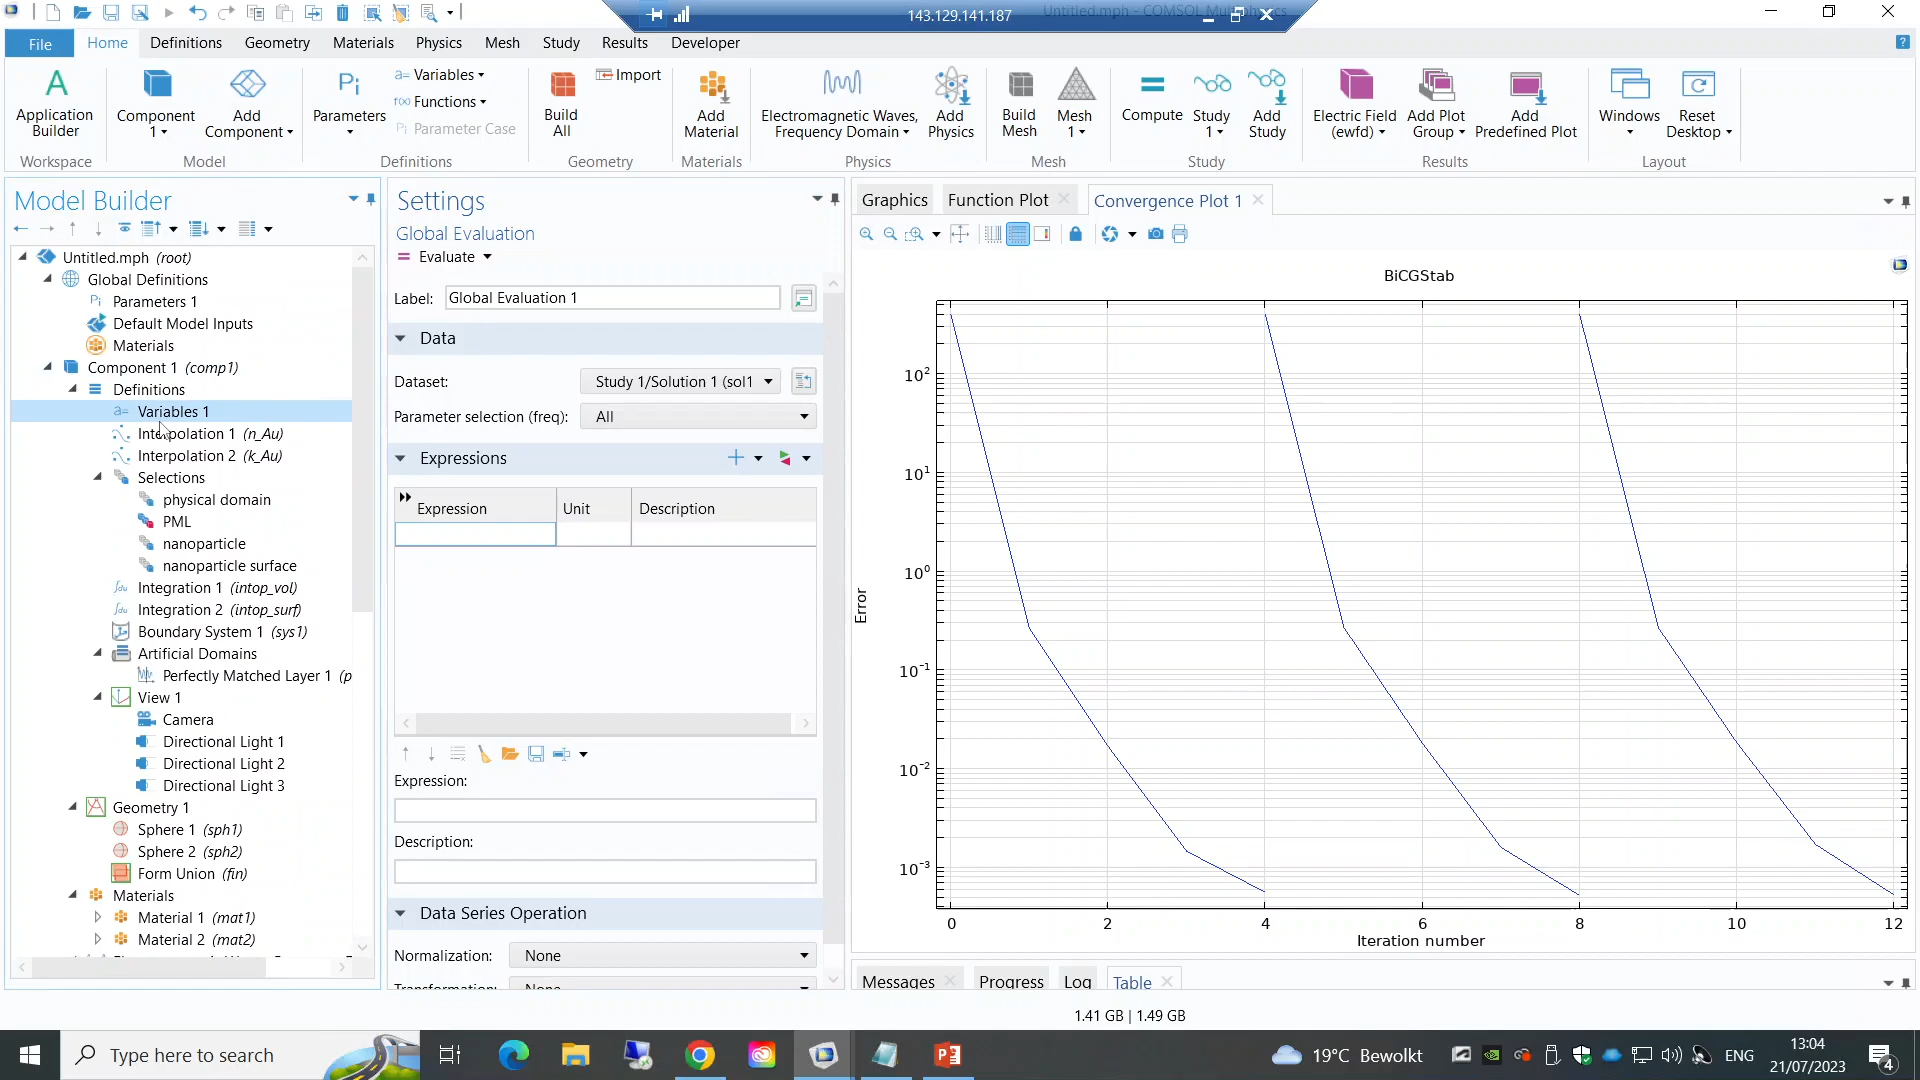 143.129.141.187
Untitled.mph - COMSOL Multiphysics
File
Home
Definitions
Geometry
Materials
Physics
Mesh
Study
Results
Developer
Application
Builder
Workspace
Component
1
Add
Component
Model
Pi
Parameters
a= Variables
f(x) Functions
Pi Parameter Case
Definitions
Build
All
Import
Geometry
Add
Material
Materials
Electromagnetic Waves,
Frequency Domain
Add
Physics
Physics
Build
Mesh
Mesh
1
Mesh
Compute
Study
1
Add
Study
Study
Electric Field
(ewfd)
Add Plot
Group
Add
Predefined Plot
Results
Windows
Reset
Desktop
Layout
Model Builder
Untitled.mph (root)
Global Definitions
Pi Parameters 1
Default Model Inputs
Materials
Component 1 (comp1)
Definitions
a= Variables 1
Interpolation 1 (n_Au)
Interpolation 2 (k_Au)
Selections
physical domain
PML
nanoparticle
nanoparticle surface
Integration 1 (intop_vol)
Integration 2 (intop_surf)
Boundary System 1 (sys1)
Artificial Domains
Perfectly Matched Layer 1 (p
View 1
Camera
Directional Light 1
Directional Light 2
Directional Light 3
Geometry 1
Sphere 1 (sph1)
Sphere 2 (sph2)
Form Union (fin)
Materials
Material 1 (mat1)
Material 2 (mat2)
Settings
Global Evaluation
= Evaluate
Label: Global Evaluation 1
Data
Dataset: Study 1/Solution 1 (sol1
Parameter selection (freq): All
Expressions
Expression Unit Description
Expression:
Description:
Data Series Operation
Normalization: None
Transformation: None
Graphics
Function Plot
Convergence Plot 1
BiCGStab
Error
10²
10¹
10⁰
10⁻¹
10⁻²
10⁻³
0 2 4 6 8 10 12
Iteration number
Messages
Progress
Log
Table
1.41 GB | 1.49 GB
Type here to search
19°C Bewolkt
ENG
13:04
21/07/2023
4